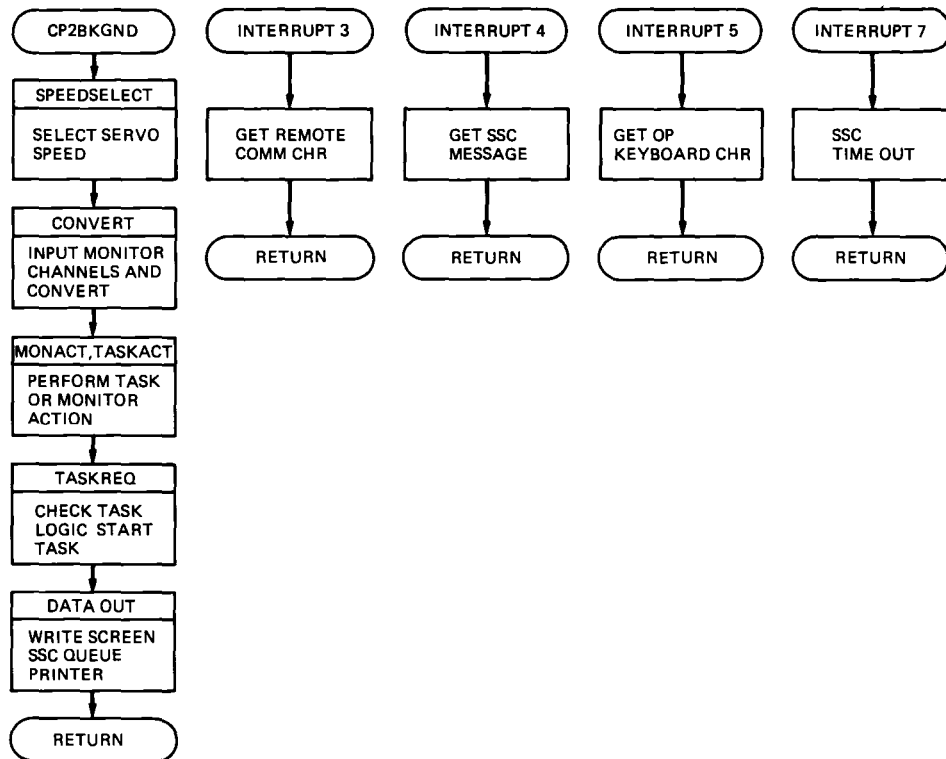 CP2BKGND
SPEEDSELECT
SELECT SERVO
SPEED
CONVERT
INPUT MONITOR
CHANNELS AND
CONVERT
MONACT,TASKACT
PERFORM TASK
OR MONITOR
ACTION
TASKREQ
CHECK TASK
LOGIC START
TASK
DATA OUT
WRITE SCREEN
SSC QUEUE
PRINTER
RETURN
INTERRUPT 3
GET REMOTE
COMM CHR
RETURN
INTERRUPT 4
GET SSC
MESSAGE
RETURN
INTERRUPT 5
GET OP
KEYBOARD CHR
RETURN
INTERRUPT 7
SSC
TIME OUT
RETURN